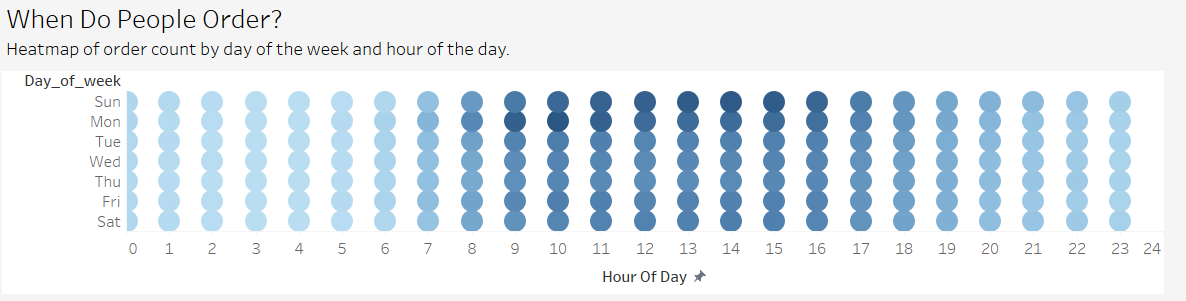 When Do People Order?
Heatmap of order count by day of the week and hour of the day.
Day_of_week
Sun
Mon
Tue
Wed
Thu
Fri
Sat
0 1 2 3 4 5 6 7 8 9 10 11 12 13 14 15 16 17 18 19 20 21 22 23 24
Hour Of Day